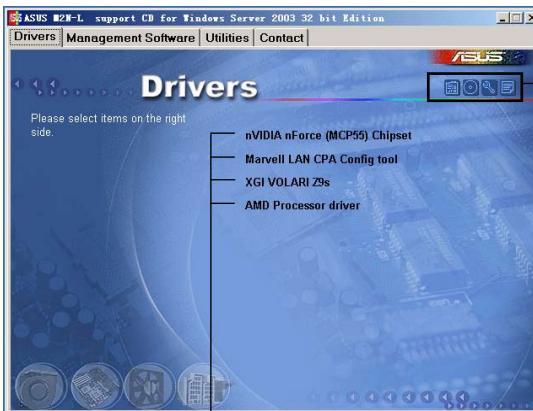 ASUS M2N-L support CD for Windows Server 2003 32 bit Edition
Drivers Management Software Utilities Contact
ASUS
Drivers
Please select items on the right
side.
nVIDIA nForce (MCP55) Chipset
Marvell LAN CPA Config tool
XGI VOLARI Z9s
AMD Processor driver